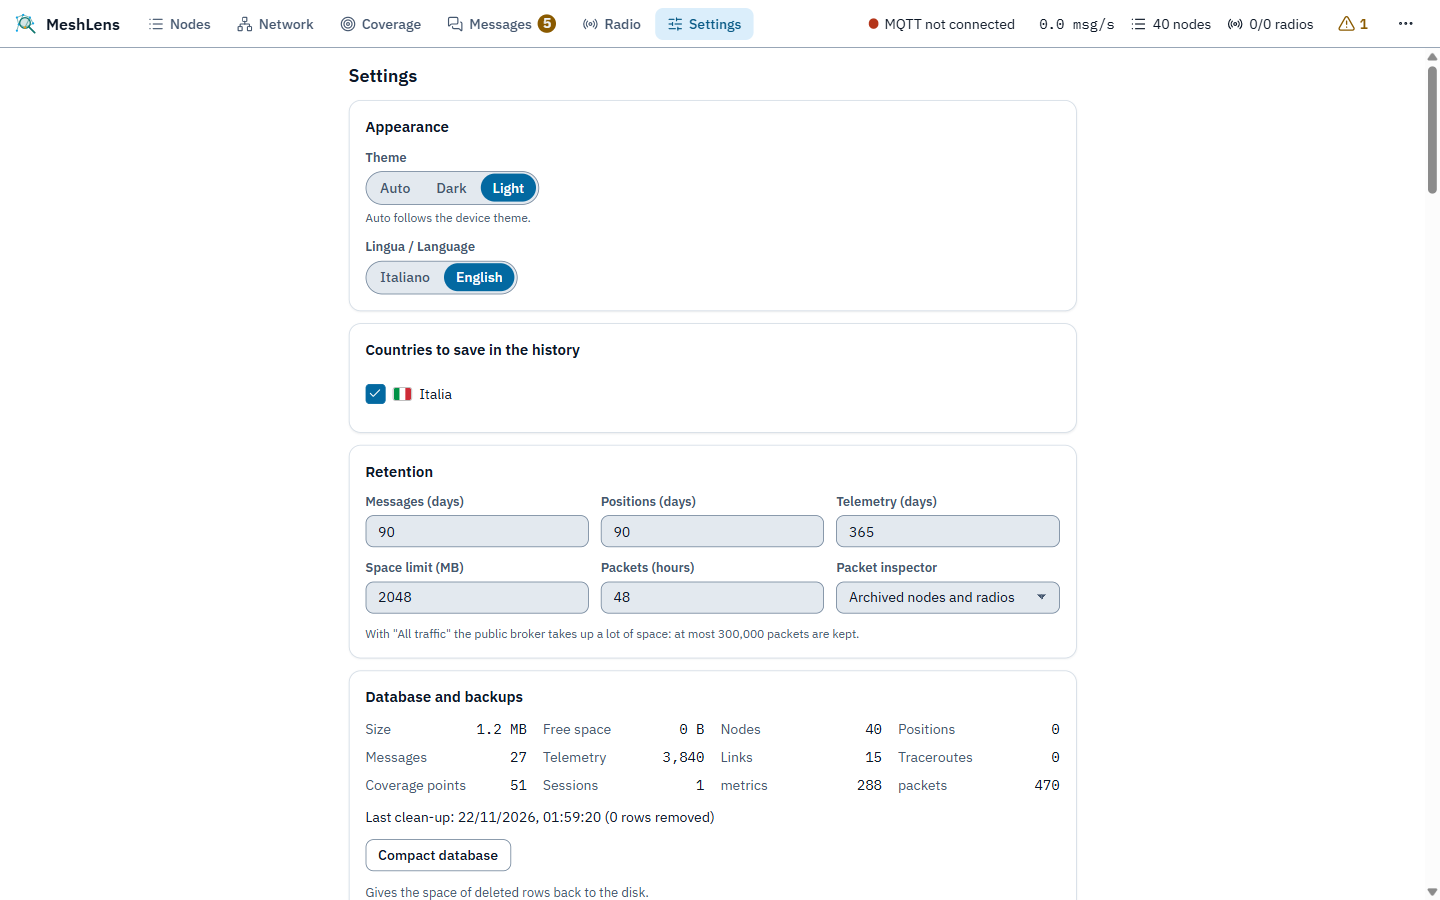 MeshLens Nodes Network Coverage Messages 5 Radio Settings MQTT not connected 0.0 msg/s 40 nodes 0/0 radios 1
Settings
Appearance
Theme
Auto Dark Light
Auto follows the device theme.
Lingua / Language
Italiano English
Countries to save in the history
Italia
Retention
Messages (days) Positions (days) Telemetry (days)
90 90 365
Space limit (MB) Packets (hours) Packet inspector
2048 48 Archived nodes and radios
With "All traffic" the public broker takes up a lot of space: at most 300,000 packets are kept.
Database and backups
Size 1.2 MB Free space 0 B Nodes 40 Positions 0
Messages 27 Telemetry 3,840 Links 15 Traceroutes 0
Coverage points 51 Sessions 1 metrics 288 packets 470
Last clean-up: 22/11/2026, 01:59:20 (0 rows removed)
Compact database
Gives the space of deleted rows back to the disk.